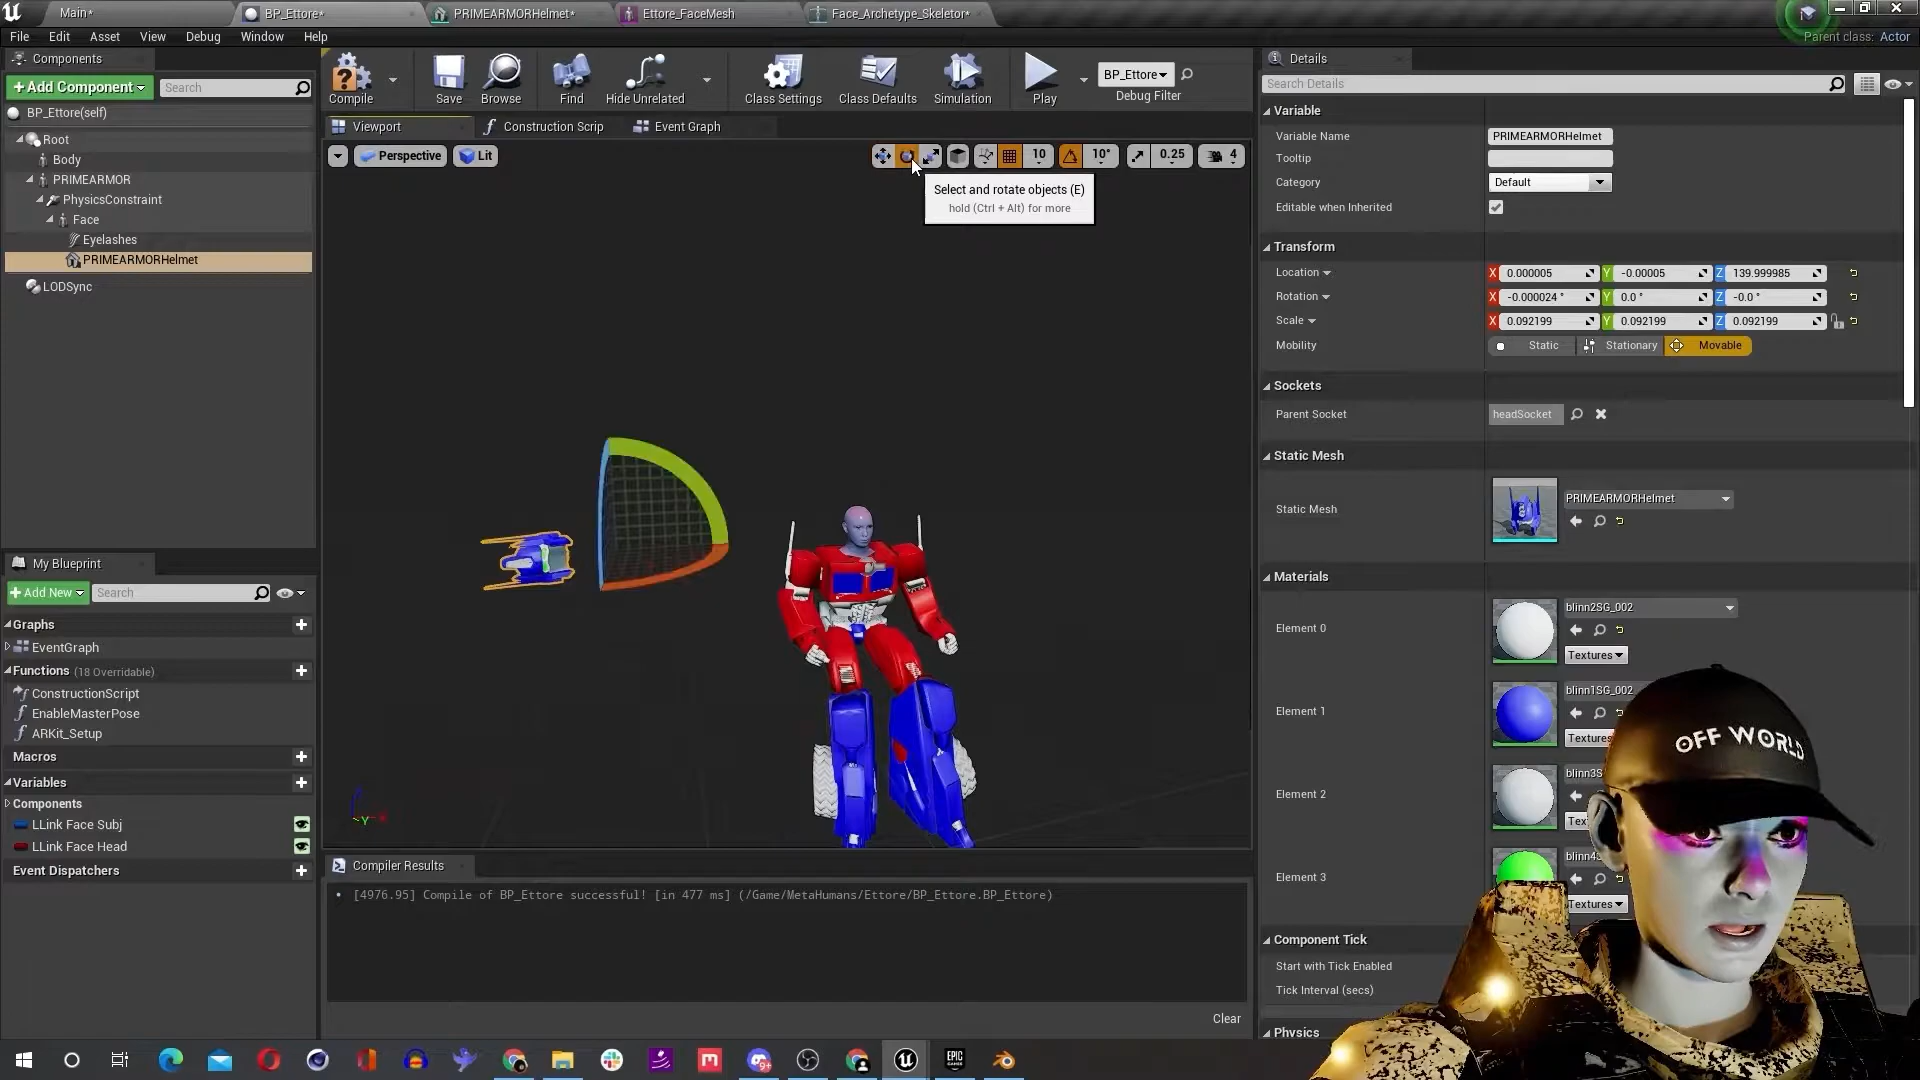 Main*
BP_Ettore*
PRIMEARMORHelmet*
Ettore_FaceMesh
Face_Archetype_Skeletor*
File Edit Asset View Debug Window Help
Parent class: Actor
Components
Details
+Add Component
Search
BP_Ettore(self)
Root
Body
PRIMEARMOR
PhysicsConstraint
Face
Eyelashes
PRIMEARMORHelmet
LODSync
Compile
Save
Browse
Find
Hide Unrelated
Class Settings
Class Defaults
Simulation
Play
BP_Ettore
Debug Filter
Viewport
Construction Scrip
Event Graph
Perspective
Lit
10
10°
0.25
4
Select and rotate objects (E)
hold (Ctrl + Alt) for more
My Blueprint
+Add New
Search
Graphs
EventGraph
Functions (18 Overridable)
ConstructionScript
EnableMasterPose
ARKit_Setup
Macros
Variables
Components
LLink Face Subj
LLink Face Head
Event Dispatchers
Compiler Results
• [4976.95] Compile of BP_Ettore successful! [in 477 ms] (/Game/MetaHumans/Ettore/BP_Ettore.BP_Ettore)
Clear
Search Details
Variable
Variable Name PRIMEARMORHelmet
Tooltip
Category Default
Editable when Inherited
Transform
Location X 0.000005 Y -0.00005 Z 139.999985
Rotation X -0.000024 ° Y 0.0 ° Z -0.0 °
Scale X 0.092199 Y 0.092199 Z 0.092199
Mobility Static Stationary Movable
Sockets
Parent Socket headSocket
Static Mesh
Static Mesh PRIMEARMORHelmet
Materials
Element 0 blinn2SG_002
Textures
Element 1 blinn1SG_002
Textures
Element 2 blinn3S
Tex
Element 3 blinn4S
Textures
Component Tick
Start with Tick Enabled
Tick Interval (secs)
Physics
OFF WORLD
EPIC